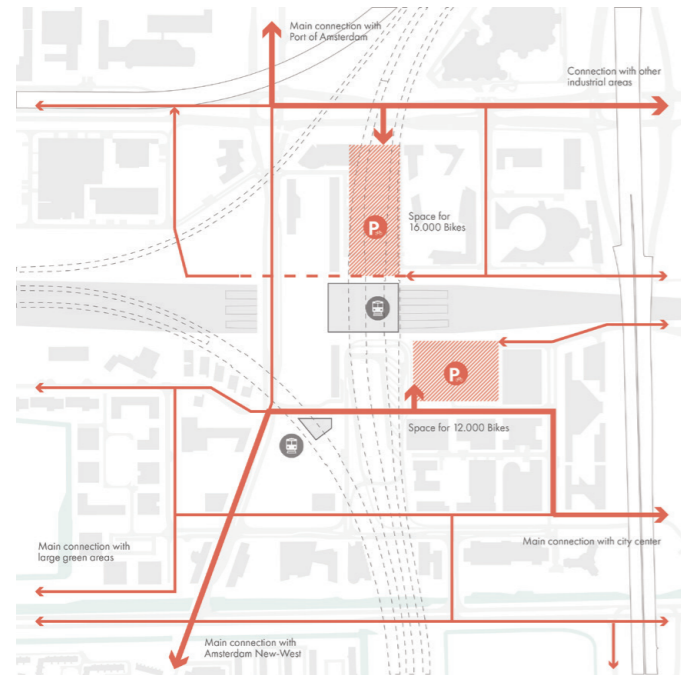 Main connection with
Port of Amsterdam
Connection with other
industrial areas
P
Space for
16.000 Bikes
P
Space for 12.000 Bikes
Main connection with
large green areas
Main connection with city center
Main connection with
Amsterdam New-West